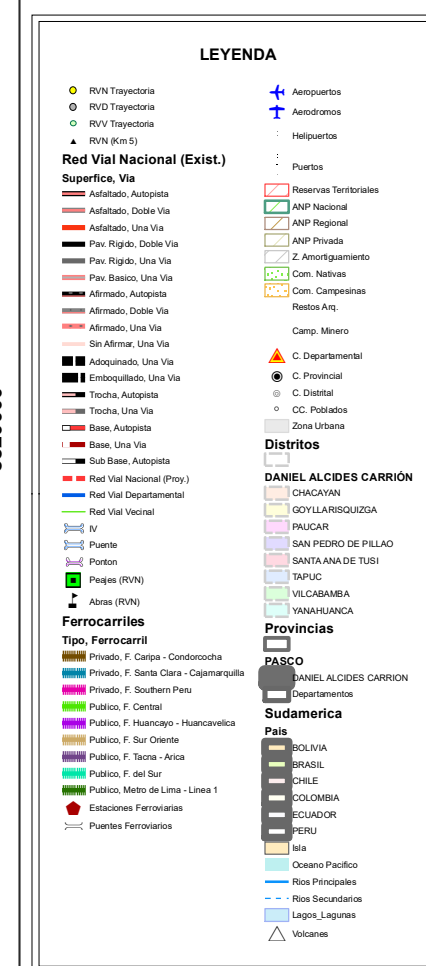 LEYENDA
RVN Trayectoria
RVD Trayectoria
RVV Trayectoria
RVN (Km 5)
Red Vial Nacional (Exist.)
Superfice, Via
Asfaltado, Autopista
Asfaltado, Doble Via
Asfaltado, Una Via
Pav. Rigido, Doble Via
Pav. Rigido, Una Via
Pav. Basico, Una Via
Afirmado, Autopista
Afirmado, Doble Via
Afirmado, Una Via
Sin Afirmar, Una Via
Adoquinado, Una Via
Emboquillado, Una Via
Trocha, Autopista
Trocha, Una Via
Base, Autopista
Base, Una Via
Sub Base, Autopista
Red Vial Nacional (Proy.)
Red Vial Departamental
Red Vial Vecinal
IV
Puente
Ponton
Peajes (RVN)
Abras (RVN)
Ferrocarriles
Tipo, Ferrocarril
Privado, F. Caripa - Condorcocha
Privado, F. Santa Clara - Cajamarquilla
Privado, F. Southern Peru
Publico, F. Central
Publico, F. Huancayo - Huancavelica
Publico, F. Sur Oriente
Publico, F. Tacna - Arica
Publico, F. del Sur
Publico, Metro de Lima - Linea 1
Estaciones Ferroviarias
Puentes Ferroviarios
Aeropuertos
Aerodromos
Helipuertos
Puertos
Reservas Territoriales
ANP Nacional
ANP Regional
ANP Privada
Z. Amortiguamiento
Com. Nativas
Com. Campesinas
Restos Arq.
Camp. Minero
C. Departamental
C. Provincial
C. Distrital
CC. Poblados
Zona Urbana
Distritos
DANIEL ALCIDES CARRIÓN
CHACAYAN
GOYLLARISQUIZGA
PAUCAR
SAN PEDRO DE PILLAO
SANTA ANA DE TUSI
TAPUC
VILCABAMBA
YANAHUANCA
Provincias
PASCO
DANIEL ALCIDES CARRION
Departamentos
Sudamerica
Pais
BOLIVIA
BRASIL
CHILE
COLOMBIA
ECUADOR
PERU
Isla
Oceano Pacifico
Rios Principales
Rios Secundarios
Lagos_Lagunas
Volcanes